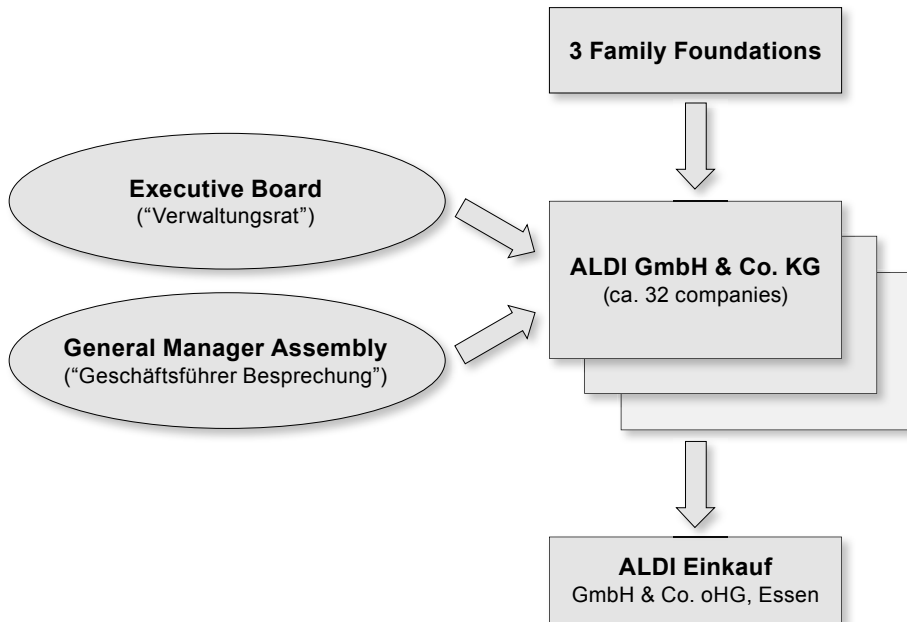 3 Family Foundations
Executive Board
(“Verwaltungsrat”)
ALDI GmbH & Co. KG
(ca. 32 companies)
General Manager Assembly
(“Geschäftsführer Besprechung”)
ALDI Einkauf
GmbH & Co. oHG, Essen